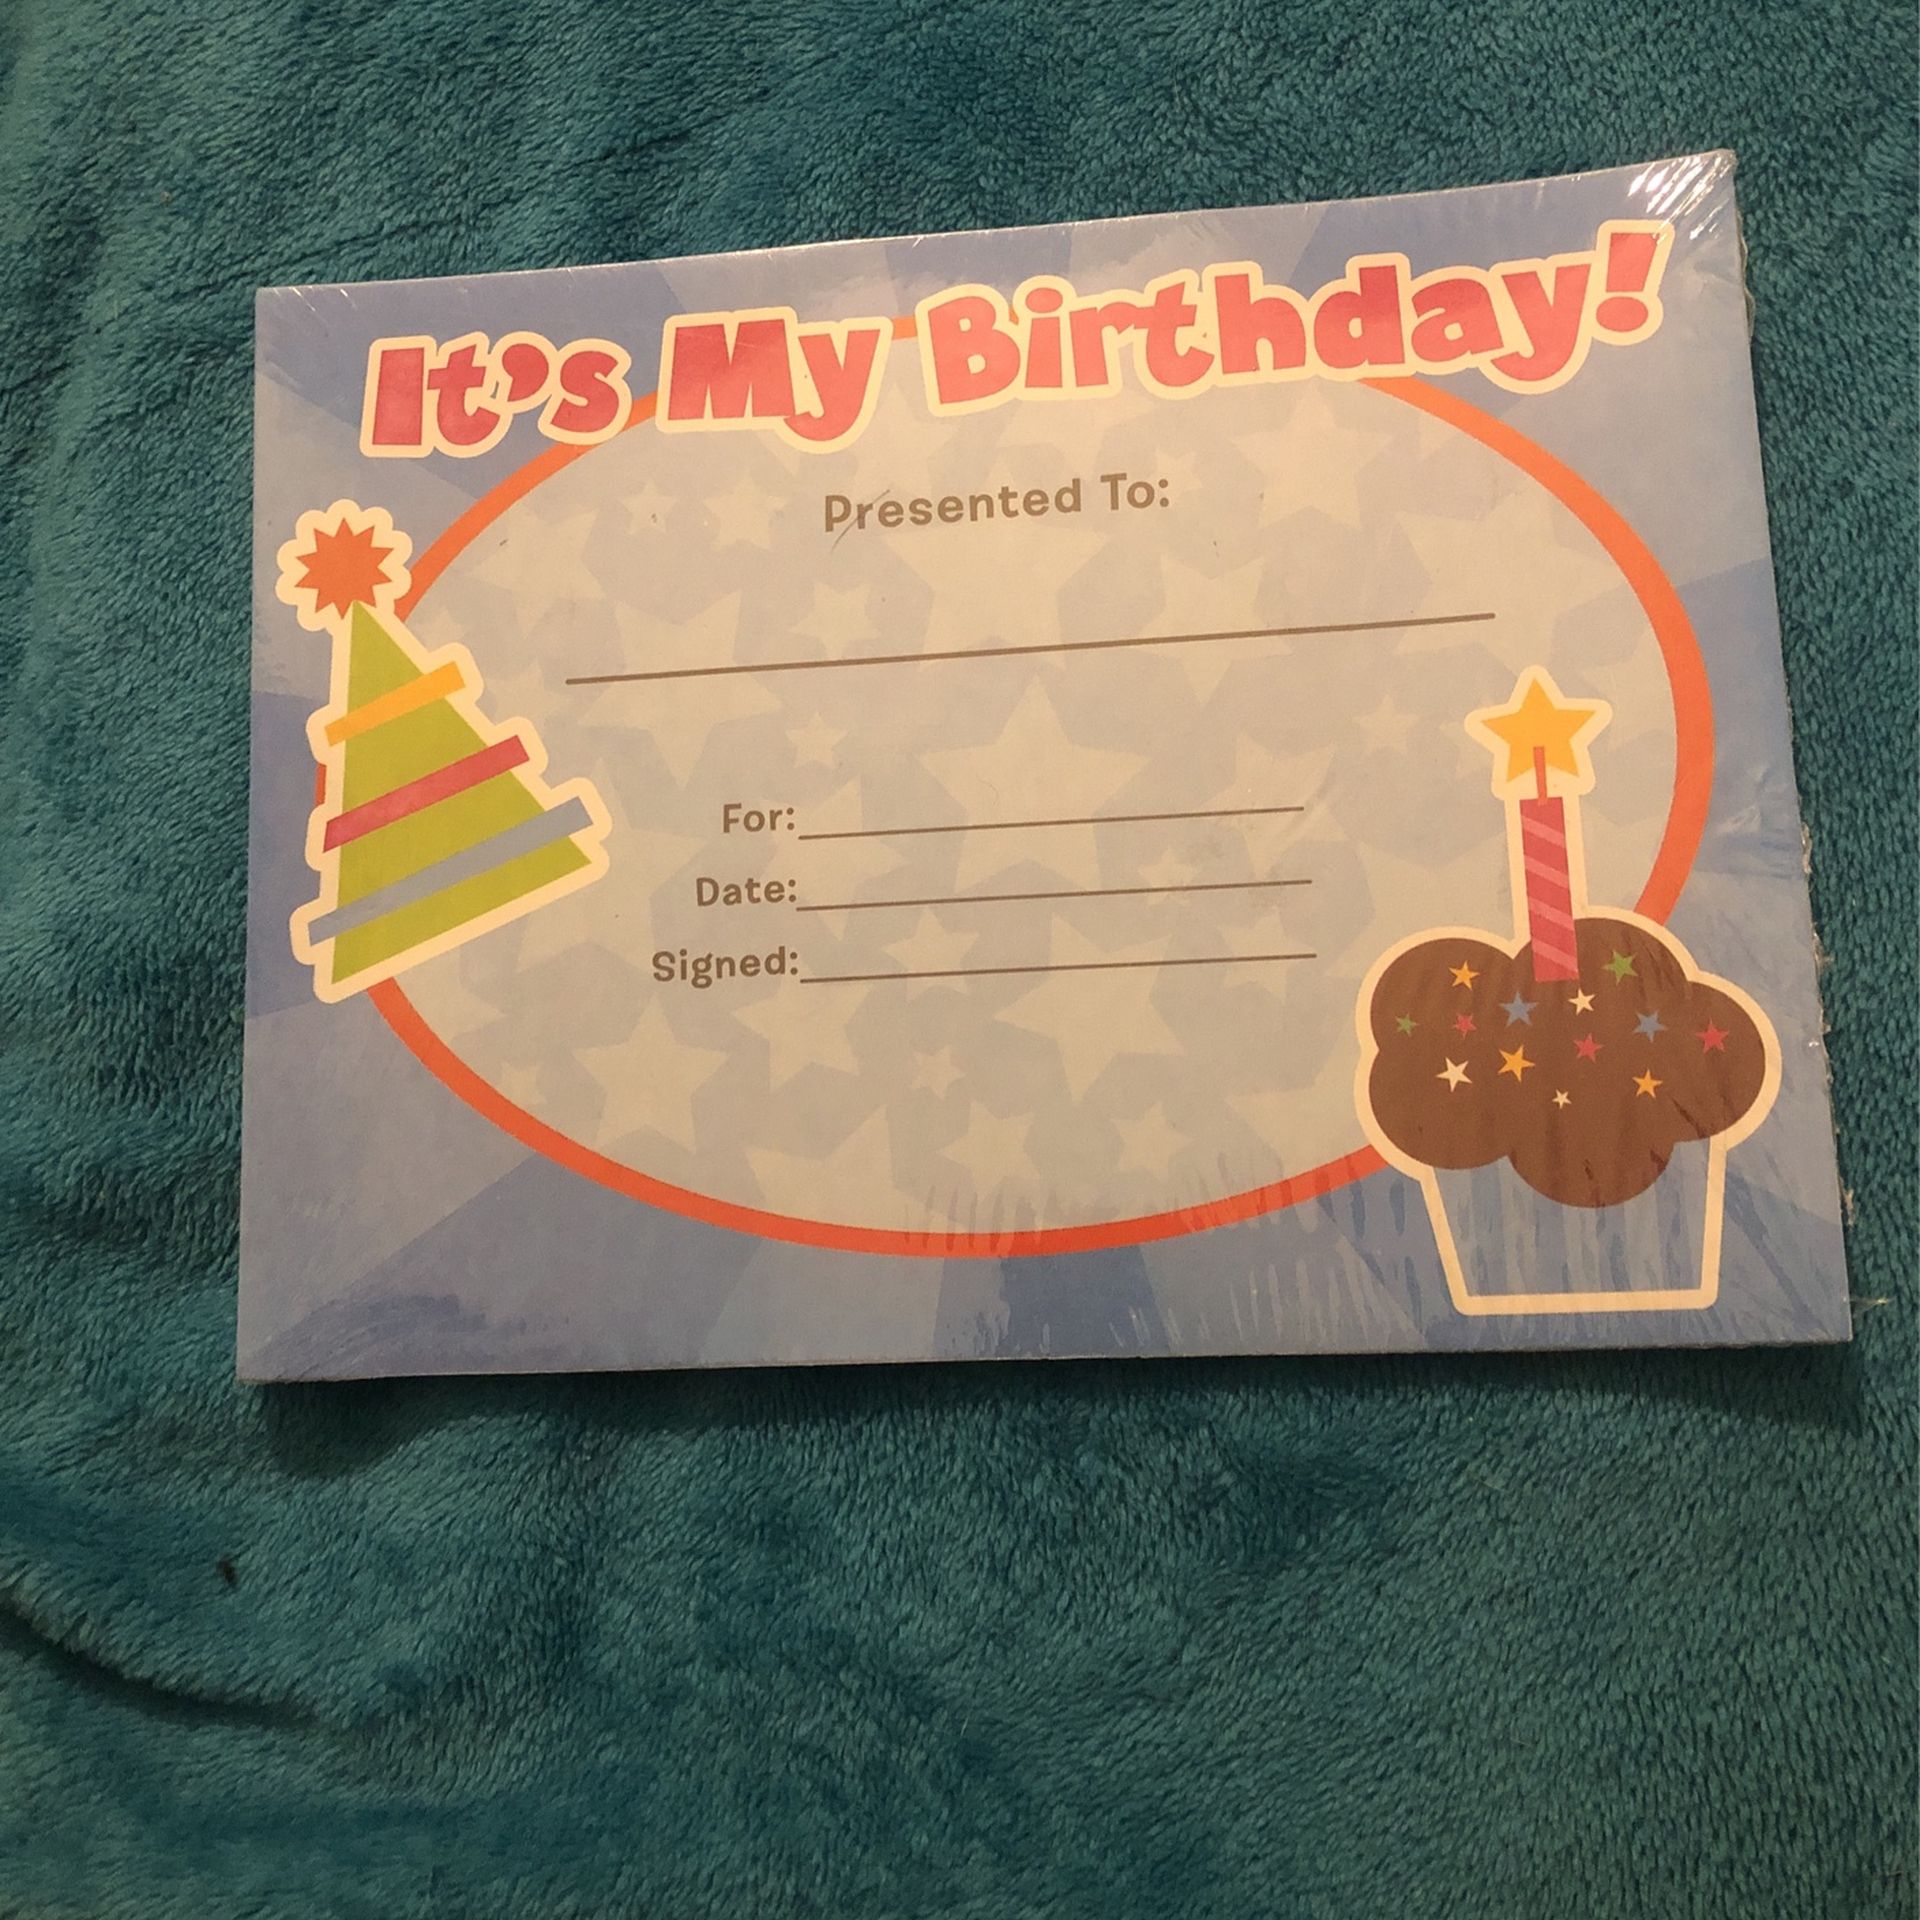 It's My Birthday!
Presented To:
For:
Date:
Signed: